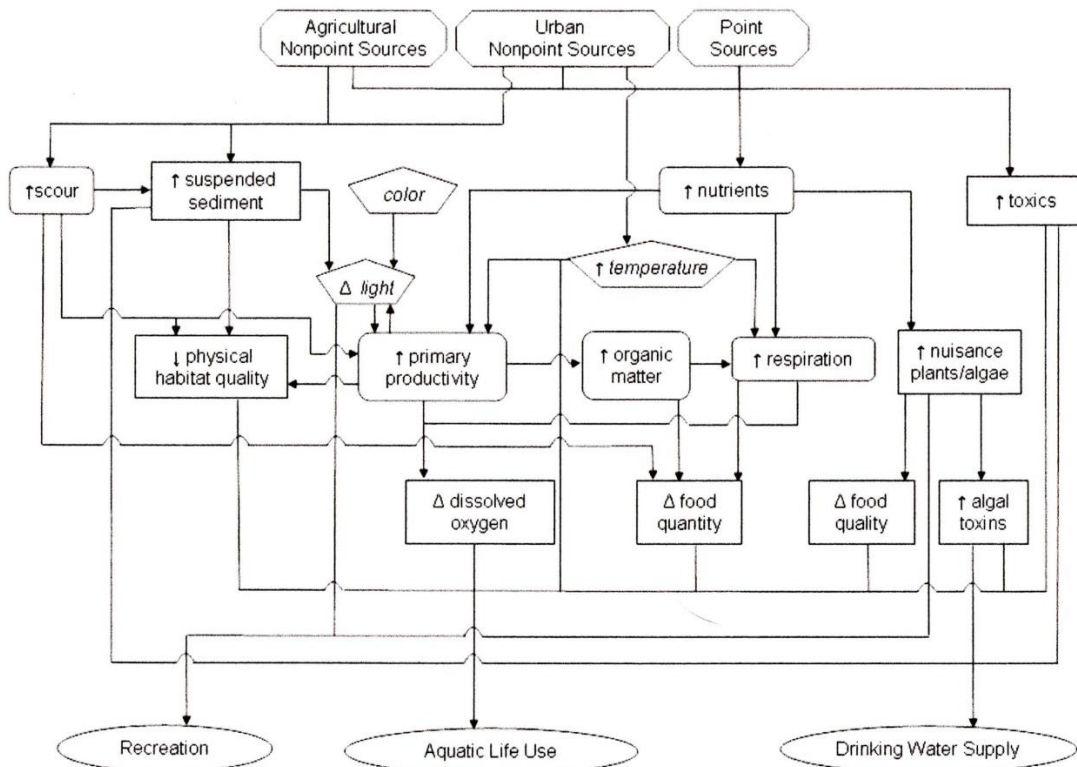 Agricultural
Nonpoint Sources
Urban
Nonpoint Sources
Point
Sources
↑scour
↑ suspended
sediment
color
↑ nutrients
↑ toxics
Δ light
↑ temperature
↓ physical
habitat quality
↑ primary
productivity
↑ organic
matter
↑ respiration
↑ nuisance
plants/algae
Δ dissolved
oxygen
Δ food
quantity
Δ food
quality
↑ algal
toxins
Recreation
Aquatic Life Use
Drinking Water Supply